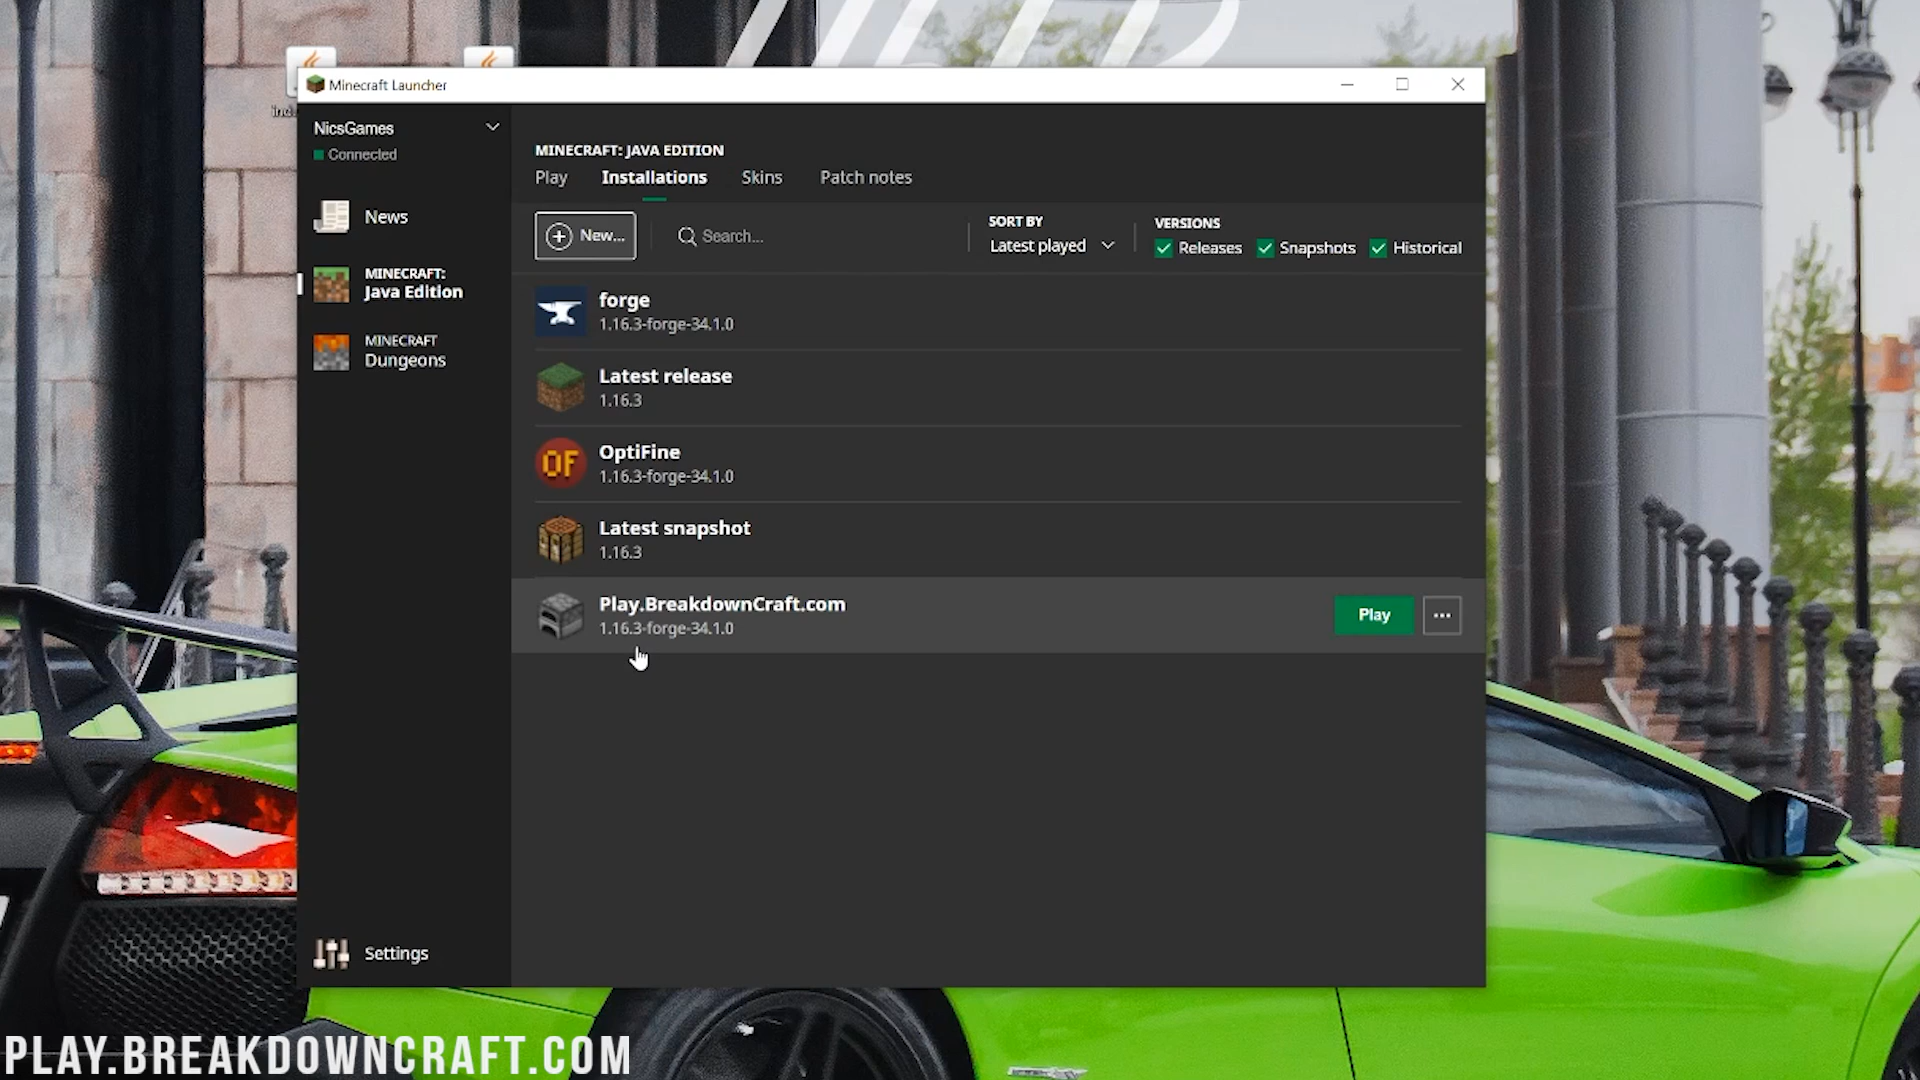 Minecraft Launcher
NicsGames
Connected
News
MINECRAFT:
Java Edition
MINECRAFT
Dungeons
Settings
MINECRAFT: JAVA EDITION
Play
Installations
Skins
Patch notes
New...
Search...
SORT BY
Latest played
VERSIONS
Releases
Snapshots
Historical
forge
1.16.3-forge-34.1.0
Latest release
1.16.3
OF
OptiFine
1.16.3-forge-34.1.0
Latest snapshot
1.16.3
Play.BreakdownCraft.com
1.16.3-forge-34.1.0
Play
...
PLAY.BREAKDOWNCRAFT.COM